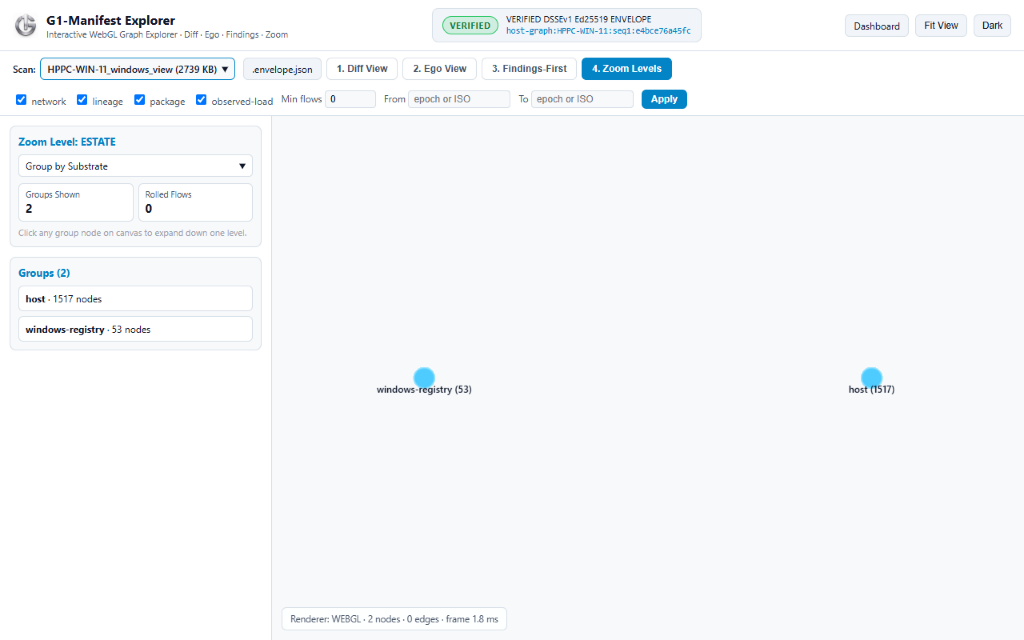 G1-Manifest Explorer
Interactive WebGL Graph Explorer · Diff · Ego · Findings · Zoom
VERIFIED
VERIFIED DSSEv1 Ed25519 ENVELOPE
host-graph:HPPC-WIN-11:seq1:e4bce76a45fc
Dashboard
Fit View
Dark
Scan:
HPPC-WIN-11_windows_view (2739 KB) ▼
.envelope.json
1. Diff View
2. Ego View
3. Findings-First
4. Zoom Levels
network
lineage
package
observed-load
Min flows
0
From
epoch or ISO
To
epoch or ISO
Apply
Zoom Level: ESTATE
Group by Substrate ▼
Groups Shown
2
Rolled Flows
0
Click any group node on canvas to expand down one level.
Groups (2)
host · 1517 nodes
windows-registry · 53 nodes
windows-registry (53)
host (1517)
Renderer: WEBGL · 2 nodes · 0 edges · frame 1.8 ms